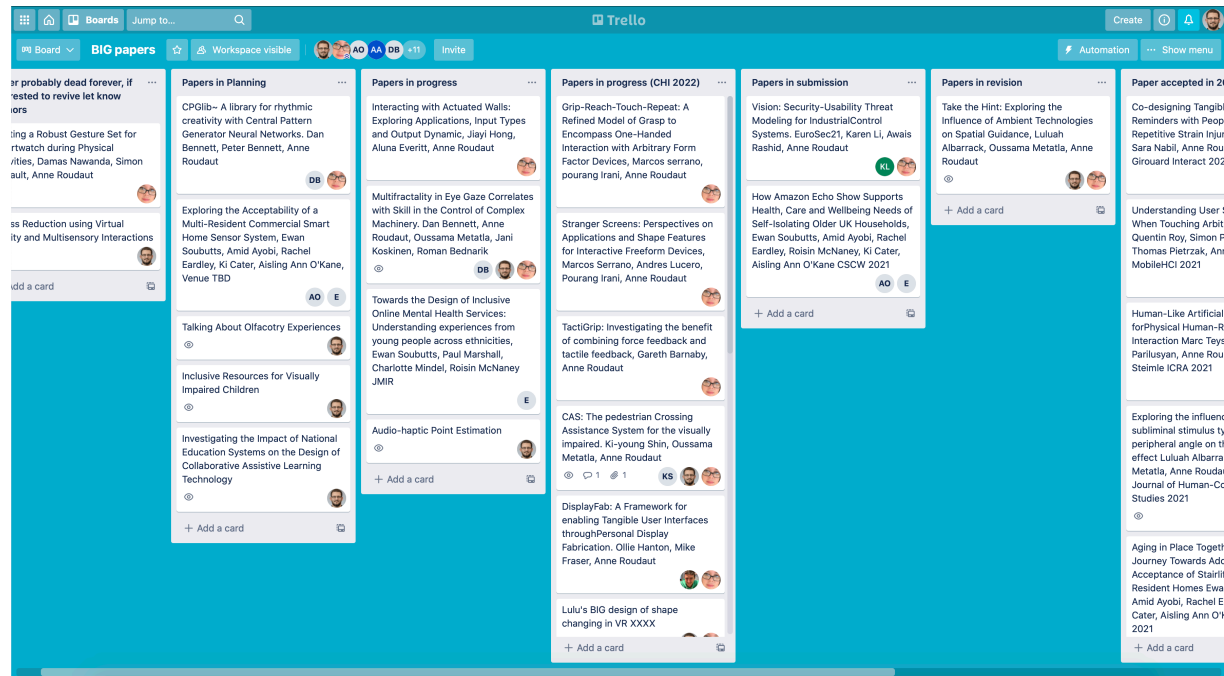 Boards
Jump to...
Trello
Create
Board
BIG papers
Workspace visible
AO
AA
DB
+11
Invite
Automation
Show menu
er probably dead forever, if
rested to revive let know
ors
ting a Robust Gesture Set for
rtwatch during Physical
vities, Damas Nawanda, Simon
ault, Anne Roudaut
ss Reduction using Virtual
ity and Multisensory Interactions
Add a card
Papers in Planning
CPGlib~ A library for rhythmic
creativity with Central Pattern
Generator Neural Networks. Dan
Bennett, Peter Bennett, Anne
Roudaut
DB
Exploring the Acceptability of a
Multi-Resident Commercial Smart
Home Sensor System, Ewan
Soubutts, Amid Ayobi, Rachel
Eardley, Ki Cater, Aisling Ann O'Kane,
Venue TBD
AO E
Talking About Olfacotry Experiences
Inclusive Resources for Visually
Impaired Children
Investigating the Impact of National
Education Systems on the Design of
Collaborative Assistive Learning
Technology
+ Add a card
Papers in progress
Interacting with Actuated Walls:
Exploring Applications, Input Types
and Output Dynamic, Jiayi Hong,
Aluna Everitt, Anne Roudaut
Multifractality in Eye Gaze Correlates
with Skill in the Control of Complex
Machinery. Dan Bennett, Anne
Roudaut, Oussama Metatla, Jani
Koskinen, Roman Bednarik
DB
Towards the Design of Inclusive
Online Mental Health Services:
Understanding experiences from
young people across ethnicities,
Ewan Soubutts, Paul Marshall,
Charlotte Mindel, Roisin McNaney
JMIR
E
Audio-haptic Point Estimation
+ Add a card
Papers in progress (CHI 2022)
Grip-Reach-Touch-Repeat: A
Refined Model of Grasp to
Encompass One-Handed
Interaction with Arbitrary Form
Factor Devices, Marcos serrano,
pourang Irani, Anne Roudaut
Stranger Screens: Perspectives on
Applications and Shape Features
for Interactive Freeform Devices,
Marcos Serrano, Andres Lucero,
Pourang Irani, Anne Roudaut
TactiGrip: Investigating the benefit
of combining force feedback and
tactile feedback, Gareth Barnaby,
Anne Roudaut
CAS: The pedestrian Crossing
Assistance System for the visually
impaired. Ki-young Shin, Oussama
Metatla, Anne Roudaut
1 1 KS
DisplayFab: A Framework for
enabling Tangible User Interfaces
throughPersonal Display
Fabrication. Ollie Hanton, Mike
Fraser, Anne Roudaut
Lulu's BIG design of shape
changing in VR XXXX
+ Add a card
Papers in submission
Vision: Security-Usability Threat
Modeling for IndustrialControl
Systems. EuroSec21, Karen Li, Awais
Rashid, Anne Roudaut
KL
How Amazon Echo Show Supports
Health, Care and Wellbeing Needs of
Self-Isolating Older UK Households,
Ewan Soubutts, Amid Ayobi, Rachel
Eardley, Roisin McNaney, Ki Cater,
Aisling Ann O'Kane CSCW 2021
AO E
+ Add a card
Papers in revision
Take the Hint: Exploring the
Influence of Ambient Technologies
on Spatial Guidance, Luluah
Albarrack, Oussama Metatla, Anne
Roudaut
+ Add a card
Paper accepted in 20
Co-designing Tangibl
Reminders with Peop
Repetitive Strain Injur
Sara Nabil, Anne Rou
Girouard Interact 202
Understanding User S
When Touching Arbit
Quentin Roy, Simon P
Thomas Pietrzak, Ann
MobileHCI 2021
Human-Like Artificial
forPhysical Human-R
Interaction Marc Teys
Parilusyan, Anne Rou
Steimle ICRA 2021
Exploring the influenc
subliminal stimulus ty
peripheral angle on th
effect Luluah Albarra
Metatla, Anne Roudau
Journal of Human-Co
Studies 2021
Aging in Place Togeth
Journey Towards Ado
Acceptance of Stairlif
Resident Homes Ewa
Amid Ayobi, Rachel E
Cater, Aisling Ann O'K
2021
+ Add a card